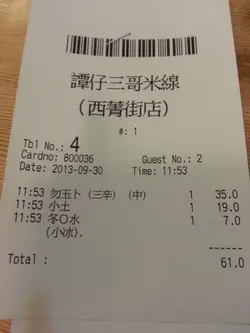 譚仔三哥米線
(西菁街店)
#: 1
Tbl No.: 4
Cardno: 800036 Guest No.: 2
Date: 2013-09-30 Time: 11:53
11:53 勿玉卜 (三辛) (中) 1 35.0
11:53 小土 1 19.0
11:53 冬O水 1 7.0
(小冰).
------
Total : 61.0